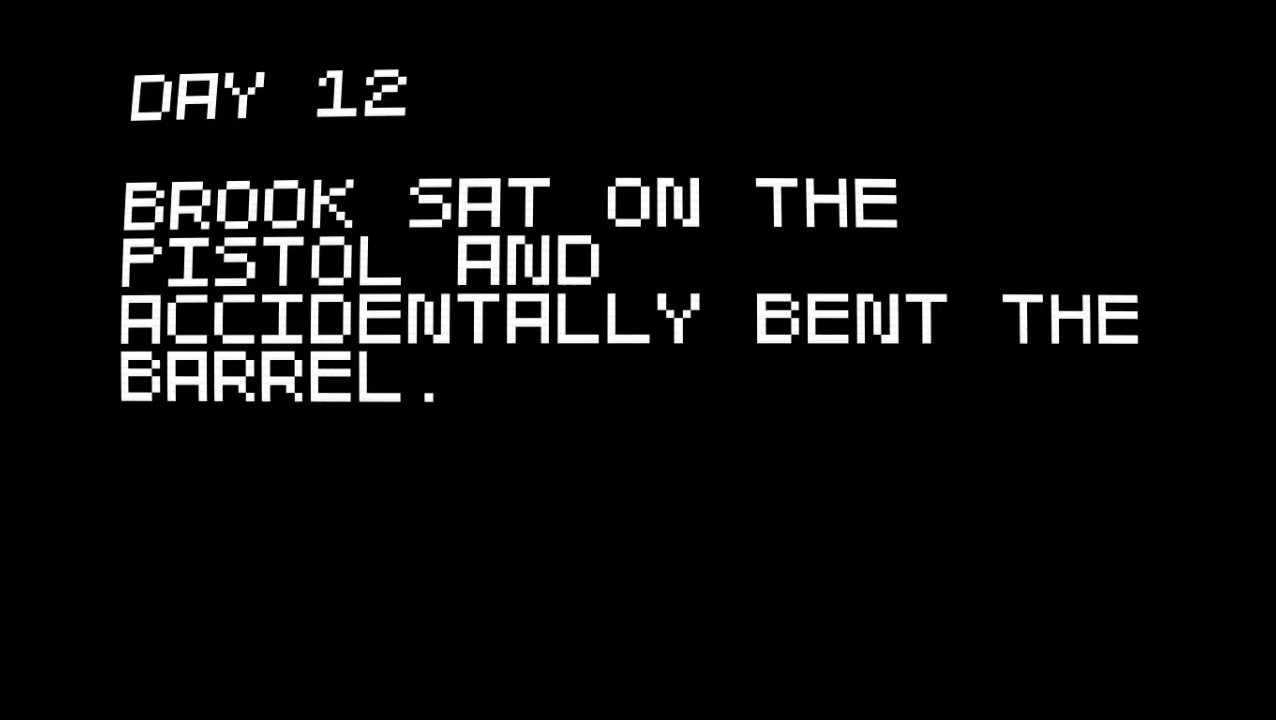 DAY 12
BROOK SAT ON THE
PISTOL AND
ACCIDENTALLY BENT THE
BARREL.